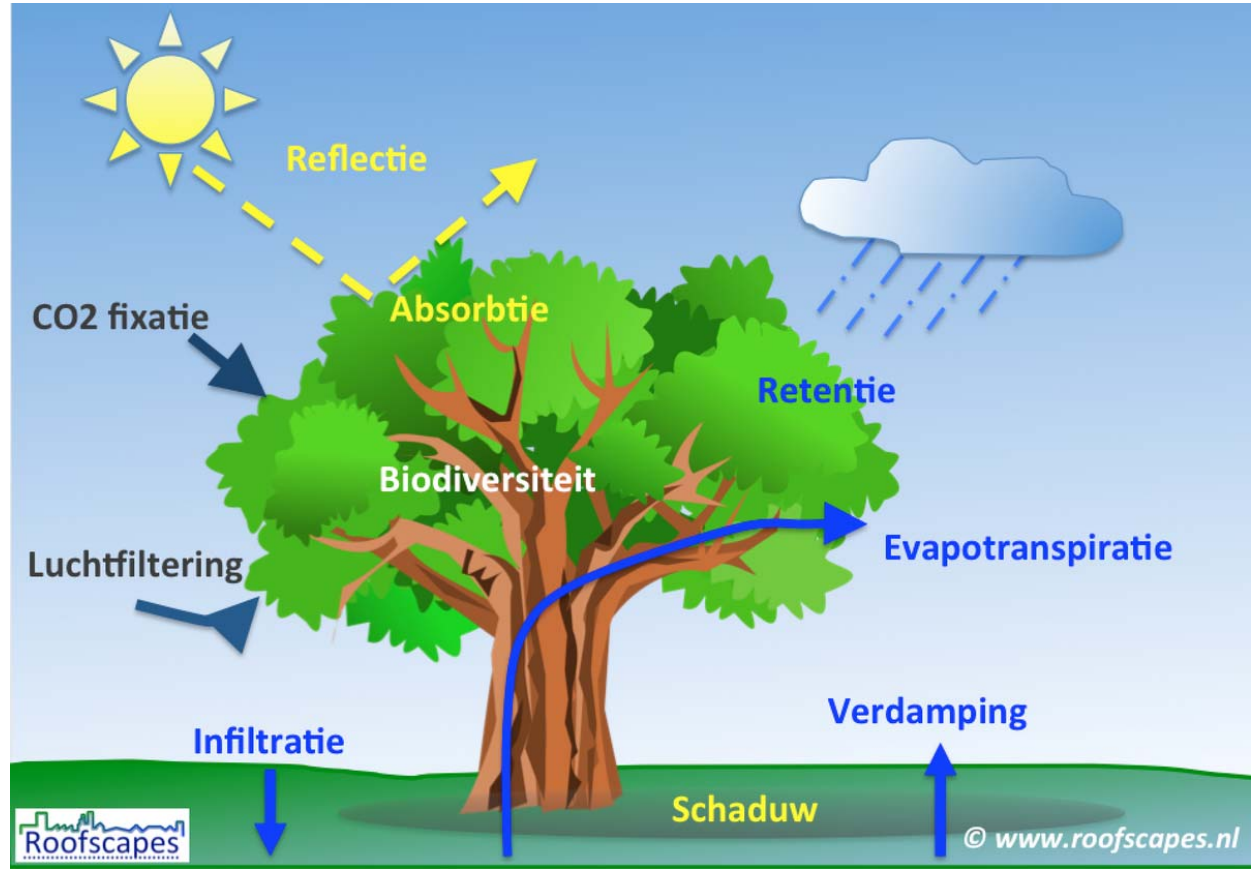 Reflectie
Absorbtie
CO2 fixatie
Retentie
Biodiversiteit
Evapotranspiratie
Luchtfiltering
Verdamping
Infiltratie
Schaduw
Roofscapes
© www.roofscapes.nl